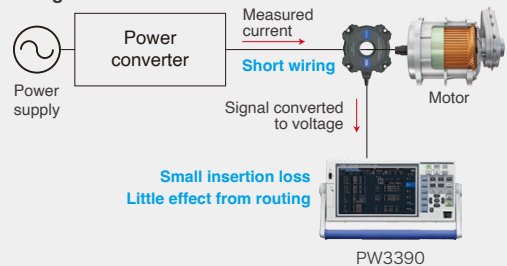 Power
converter
Measured
current
Short wiring
Power
supply
Motor
Signal converted
to voltage
Small insertion loss
Little effect from routing
PW3390